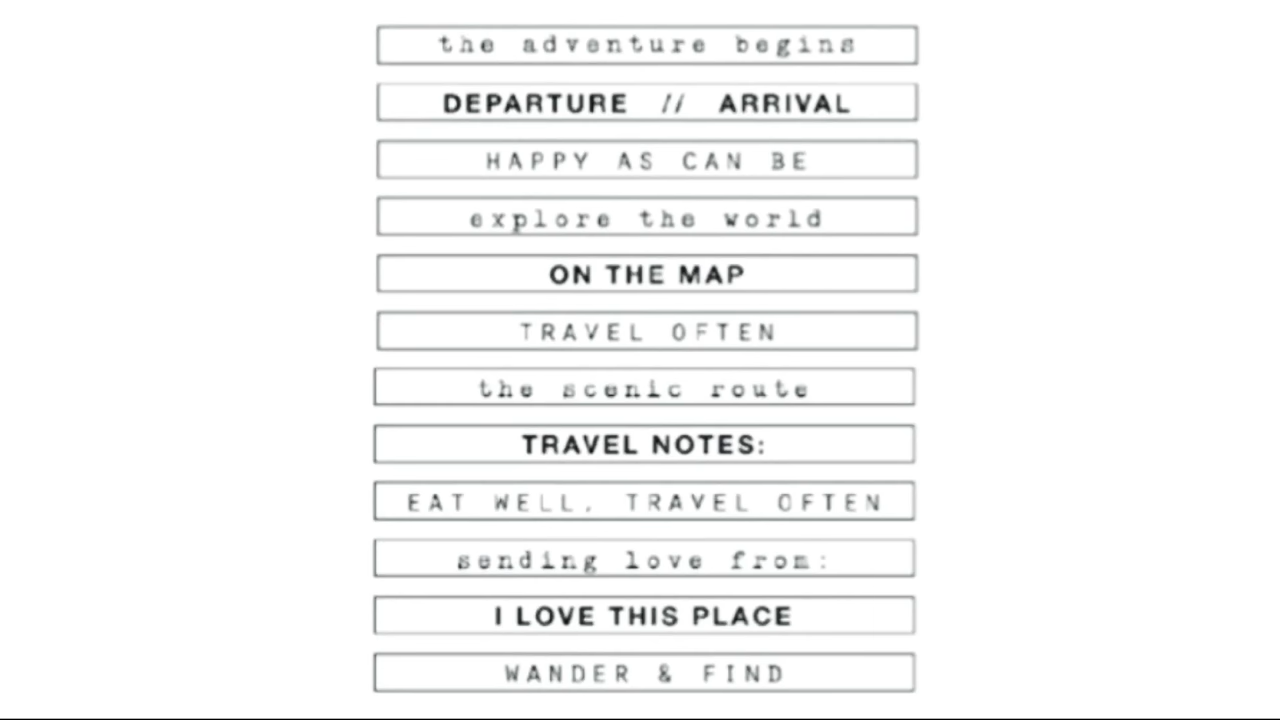 the adventure begins
DEPARTURE // ARRIVAL
HAPPY AS CAN BE
explore the world
ON THE MAP
TRAVEL OFTEN
the scenic route
TRAVEL NOTES:
EAT WELL, TRAVEL OFTEN
sending love from:
I LOVE THIS PLACE
WANDER & FIND